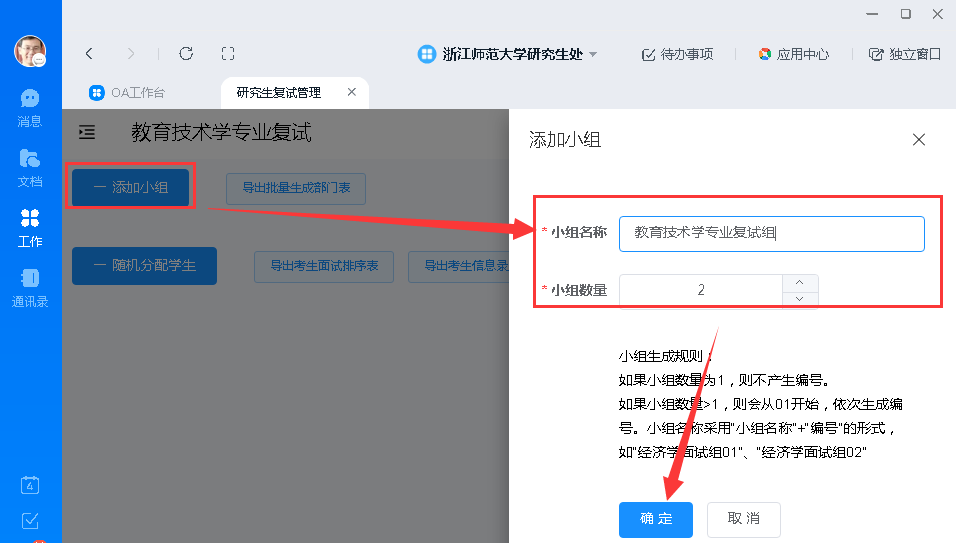 浙江师范大学研究生处
待办事项
应用中心
独立窗口
OA工作台
研究生复试管理
消息
文档
工作
通讯录
4
教育技术学专业复试
一 添加小组
导出批量生成部门表
一 随机分配学生
导出考生面试排序表
导出考生信息录
添加小组
* 小组名称
教育技术学专业复试组
* 小组数量
2
小组生成规则：
如果小组数量为1，则不产生编号。
如果小组数量>1，则会从01开始，依次生成编
号。小组名称采用"小组名称"+"编号"的形式，
如"经济学面试组01"、"经济学面试组02"
确 定
取 消